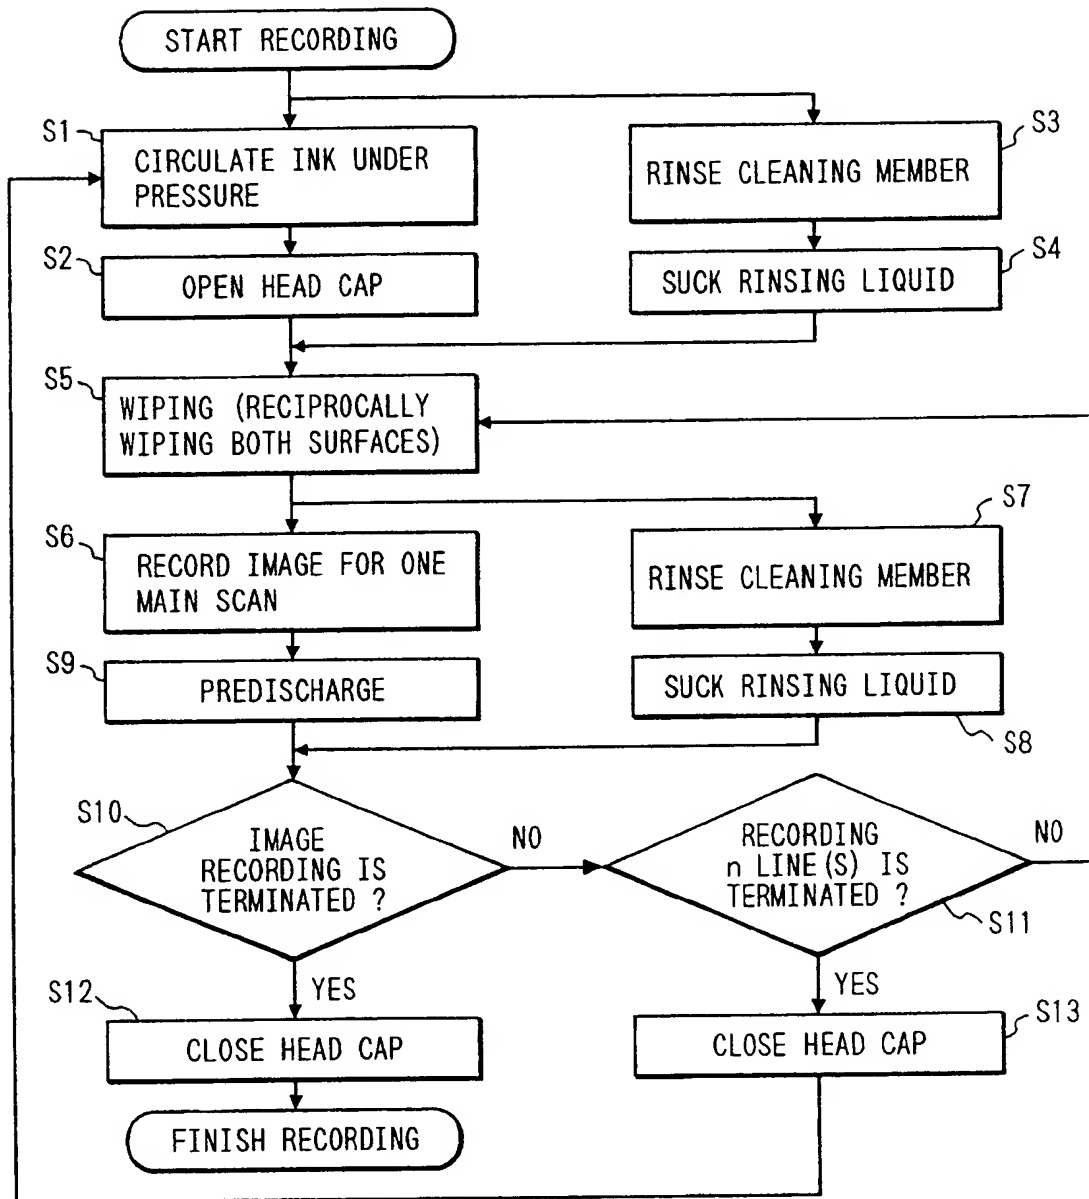 START RECORDING
S1
CIRCULATE INK UNDER
PRESSURE
S3
RINSE CLEANING MEMBER
S2
OPEN HEAD CAP
S4
SUCK RINSING LIQUID
S5
WIPING (RECIPROCALLY
WIPING BOTH SURFACES)
S6
RECORD IMAGE FOR ONE
MAIN SCAN
S7
RINSE CLEANING MEMBER
S9
PREDISCHARGE
SUCK RINSING LIQUID
S8
S10
IMAGE
RECORDING IS
TERMINATED ?
NO
RECORDING
n LINE(S) IS
TERMINATED ?
NO
S11
YES
YES
S12
CLOSE HEAD CAP
CLOSE HEAD CAP
S13
FINISH RECORDING